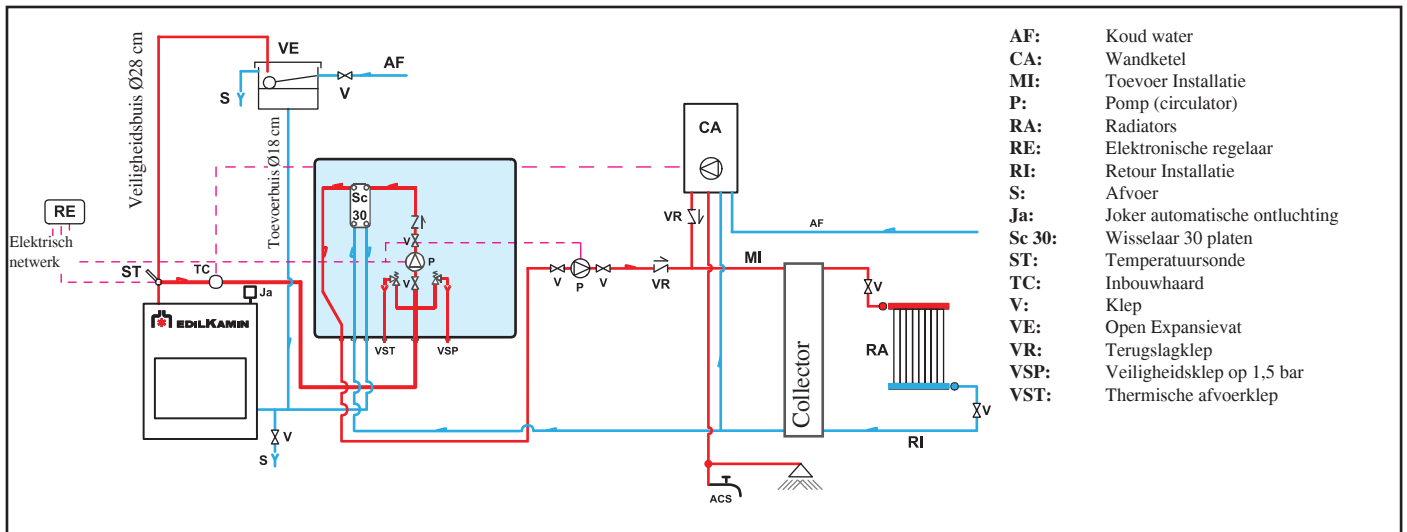 VE
AF
V
S
Veiligheidsbuis Ø28 cm
Toevoerbuis Ø18 cm
RE
Elektrisch
netwerk
ST
TC
Ja
EDILKAMIN
V
S
Sc
30
V
P
V
VST
VSP
CA
VR
AF
V
P
V
VR
MI
Collector
V
RA
V
RI
ACS
AF: Koud water
CA: Wandketel
MI: Toevoer Installatie
P: Pomp (circulator)
RA: Radiators
RE: Elektronische regelaar
RI: Retour Installatie
S: Afvoer
Ja: Joker automatische ontluchting
Sc 30: Wisselaar 30 platen
ST: Temperatuursonde
TC: Inbouwhaard
V: Klep
VE: Open Expansievat
VR: Terugslagklep
VSP: Veiligheidsklep op 1,5 bar
VST: Thermische afvoerklep